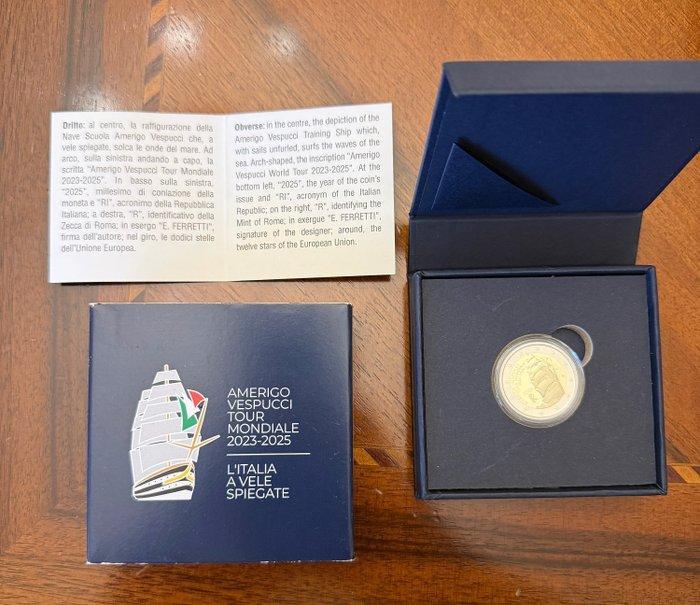 Dritto: al centro, la raffigurazione della
Nave Scuola Amerigo Vespucci che, a
vele spiegate, solca le onde del mare. Ad
arco, sulla sinistra andando a capo, la
scritta "Amerigo Vespucci Tour Mondiale
2023-2025". In basso sulla sinistra,
"2025", millesimo di coniazione della
moneta e "RI", acronimo della Repubblica
Italiana; a destra, "R", identificativo della
Zecca di Roma; in esergo "E. FERRETTI",
firma dell'autore; nel giro, le dodici stelle
dell'Unione Europea.
Obverse: in the centre, the depiction of the
Amerigo Vespucci Training Ship which,
with sails unfurled, surfs the waves of the
sea. Arch-shaped, the inscription "Amerigo
Vespucci World Tour 2023-2025". At the
bottom left, "2025", the year of the coin's
issue and "RI", acronym of the Italian
Republic; on the right, "R", identifying the
Mint of Rome; in exergue "E. FERRETTI",
signature of the designer; around, the
twelve stars of the European Union.
AMERIGO
VESPUCCI
TOUR
MONDIALE
2023-2025
L'ITALIA
A VELE
SPIEGATE